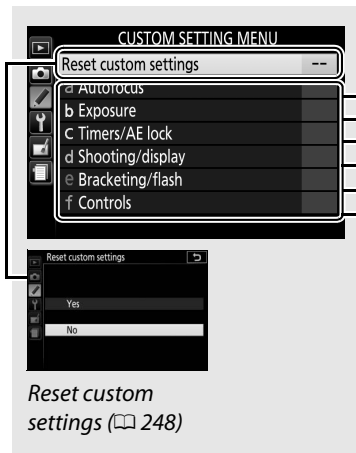 CUSTOM SETTING MENU
Reset custom settings --
a Autofocus
b Exposure
c Timers/AE lock
d Shooting/display
e Bracketing/flash
f Controls
Reset custom settings
Yes
No
Reset custom
settings (📖 248)